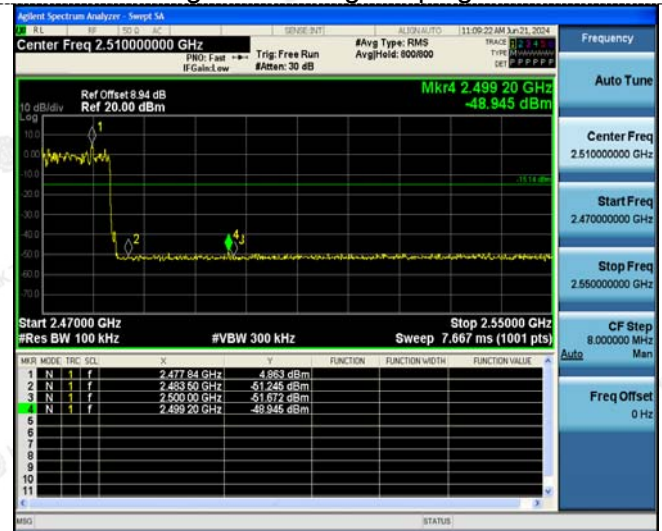 Agilent Spectrum Analyzer - Swept SA
RL RF 50 Ω AC SENSE:INT ALIGN AUTO 11:09:22 AM Jun 21, 2024
Center Freq 2.510000000 GHz
PNO: Fast
IFGain:Low
Trig: Free Run
#Atten: 30 dB
#Avg Type: RMS
Avg|Hold: 800/800
TRACE 1 2 3 4 5 6
TYPE
DET P P P P P P
Mkr4 2.499 20 GHz
-48.945 dBm
Ref Offset 8.94 dB
10 dB/div Ref 20.00 dBm
Log
10.0
0.00
-10.0
-20.0
-30.0
-40.0
-50.0
-60.0
-70.0
1
2
4
3
Start 2.47000 GHz Stop 2.55000 GHz
#Res BW 100 kHz #VBW 300 kHz Sweep 7.667 ms (1001 pts)
MKR MODE TRC SCL X Y FUNCTION FUNCTION WIDTH FUNCTION VALUE
1 N 1 f 2.477 84 GHz 4.863 dBm
2 N 1 f 2.483 50 GHz -51.245 dBm
3 N 1 f 2.500 00 GHz -51.672 dBm
4 N 1 f 2.499 20 GHz -48.945 dBm
5
6
7
8
9
10
11
MSG STATUS
Frequency
Auto Tune
Center Freq
2.510000000 GHz
Start Freq
2.470000000 GHz
Stop Freq
2.550000000 GHz
CF Step
8.000000 MHz
Auto Man
Freq Offset
0 Hz